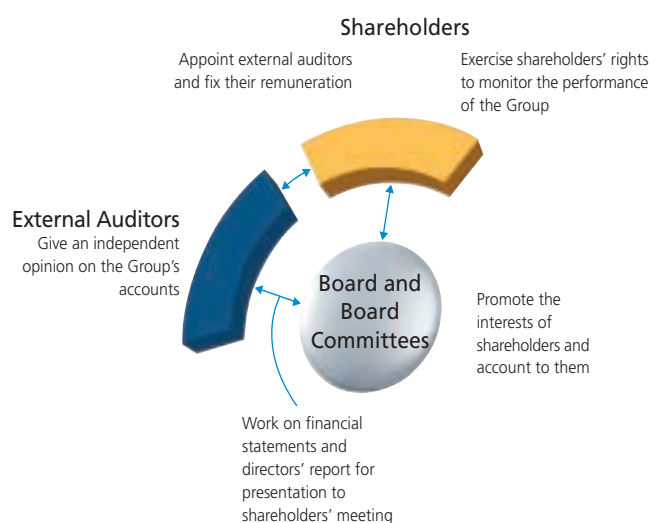 Shareholders
Appoint external auditors
and fix their remuneration
Exercise shareholders’ rights
to monitor the performance
of the Group
External Auditors
Give an independent
opinion on the Group’s
accounts
Board and
Board
Committees
Promote the
interests of
shareholders and
account to them
Work on financial
statements and
directors’ report for
presentation to
shareholders’ meeting